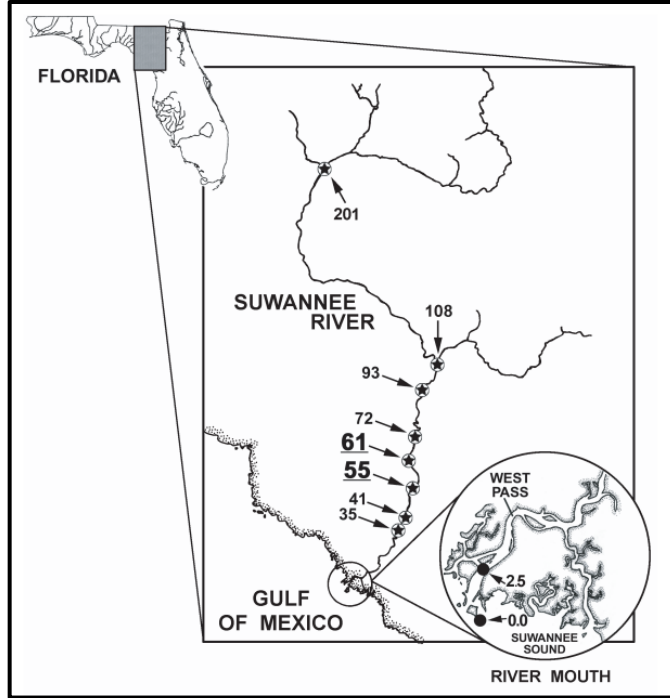 FLORIDA
201
SUWANNEE
RIVER
108
93
72
61
55
41
35
WEST
PASS
2.5
0.0
SUWANNEE
SOUND
GULF
OF MEXICO
RIVER MOUTH